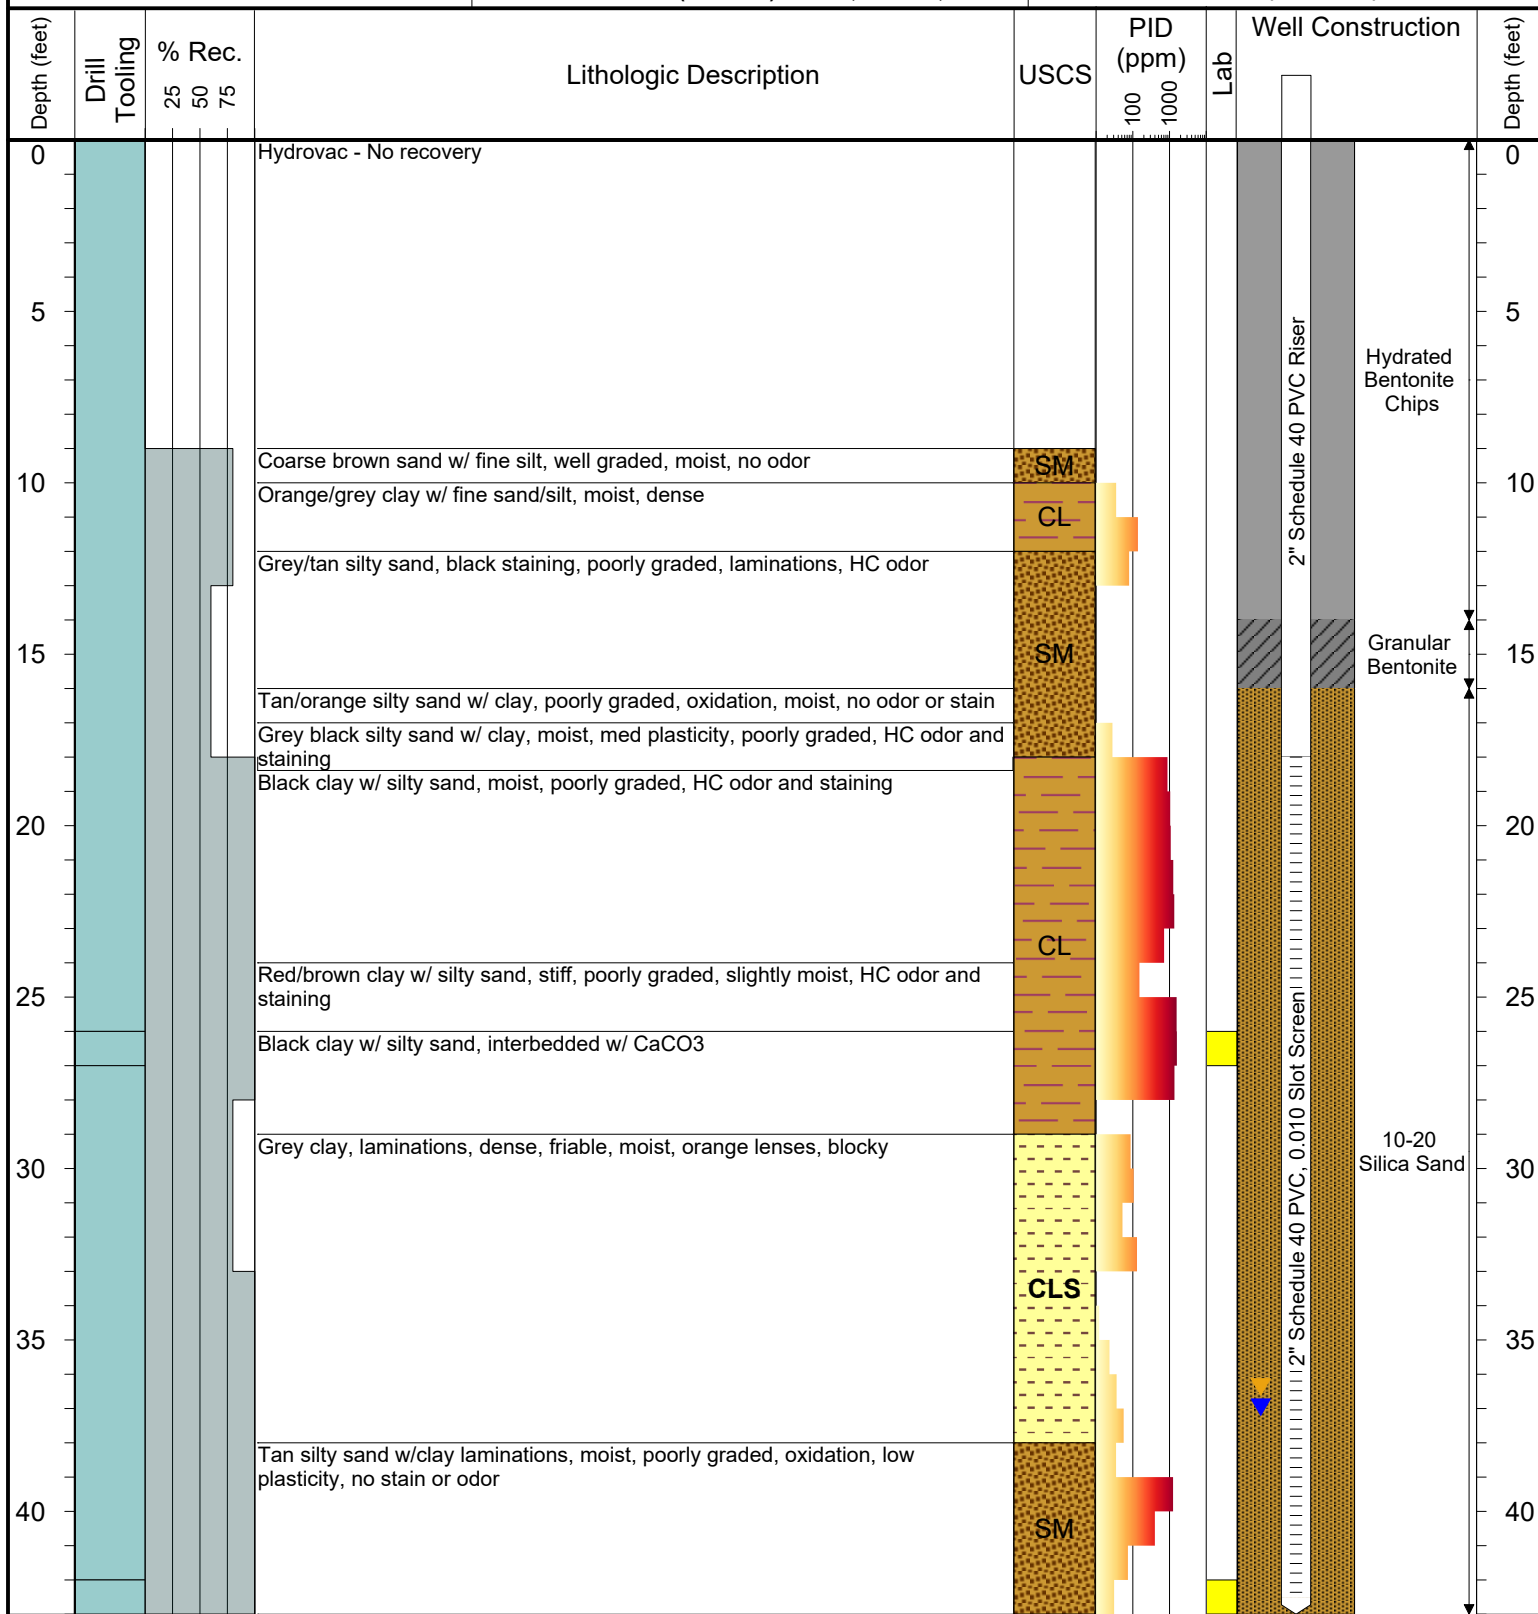 Depth (feet)
Drill
Tooling
% Rec.
25
50
75
Lithologic Description
USCS
PID
(ppm)
100
1000
Lab
Well Construction
Depth (feet)
0
Hydrovac - No recovery
0
5
5
2" Schedule 40 PVC Riser
Hydrated
Bentonite
Chips
Coarse brown sand w/ fine silt, well graded, moist, no odor
SM
10
Orange/grey clay w/ fine sand/silt, moist, dense
10
CL
Grey/tan silty sand, black staining, poorly graded, laminations, HC odor
15
SM
Granular
Bentonite
15
Tan/orange silty sand w/ clay, poorly graded, oxidation, moist, no odor or stain
Grey black silty sand w/ clay, moist, med plasticity, poorly graded, HC odor and
staining
Black clay w/ silty sand, moist, poorly graded, HC odor and staining
20
20
CL
Red/brown clay w/ silty sand, stiff, poorly graded, slightly moist, HC odor and
staining
25
25
Black clay w/ silty sand, interbedded w/ CaCO3
2" Schedule 40 PVC, 0.010 Slot Screen
Grey clay, laminations, dense, friable, moist, orange lenses, blocky
10-20
Silica Sand
30
30
CLS
35
35
Tan silty sand w/clay laminations, moist, poorly graded, oxidation, low
plasticity, no stain or odor
40
SM
40